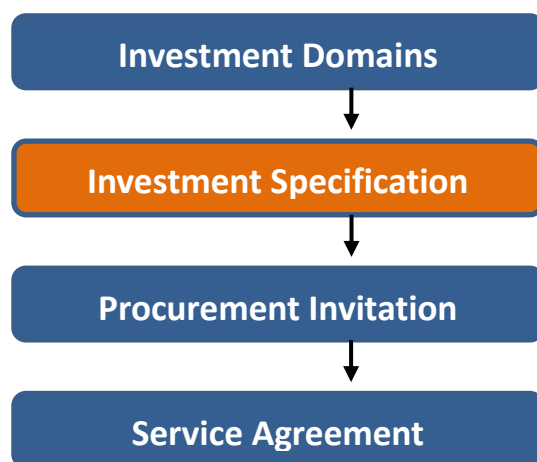 Investment Domains
Investment Specification
Procurement Invitation
Service Agreement